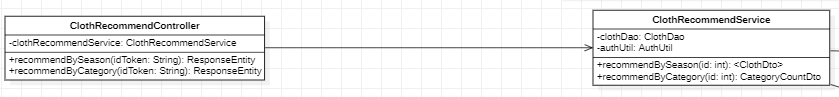 ClothRecommendController
-clothRecommendService: ClothRecommendService
+recommendBySeason(idToken: String): ResponseEntity
+recommendByCategory(idToken: String): ResponseEntity
ClothRecommendService
-clothDao: ClothDao
-authUtil: AuthUtil
+recommendBySeason(id: int): <ClothDto>
+recommendByCategory(id: int): CategoryCountDto